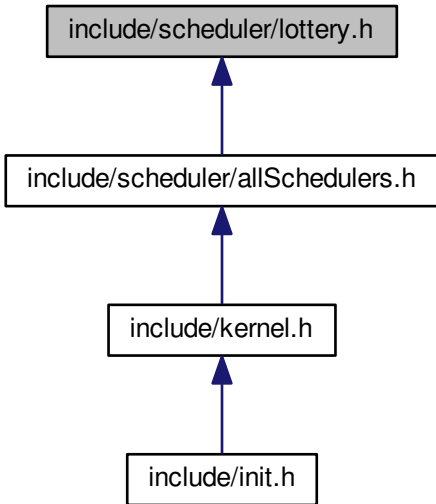 include/scheduler/lottery.h
include/scheduler/allSchedulers.h
include/kernel.h
include/init.h